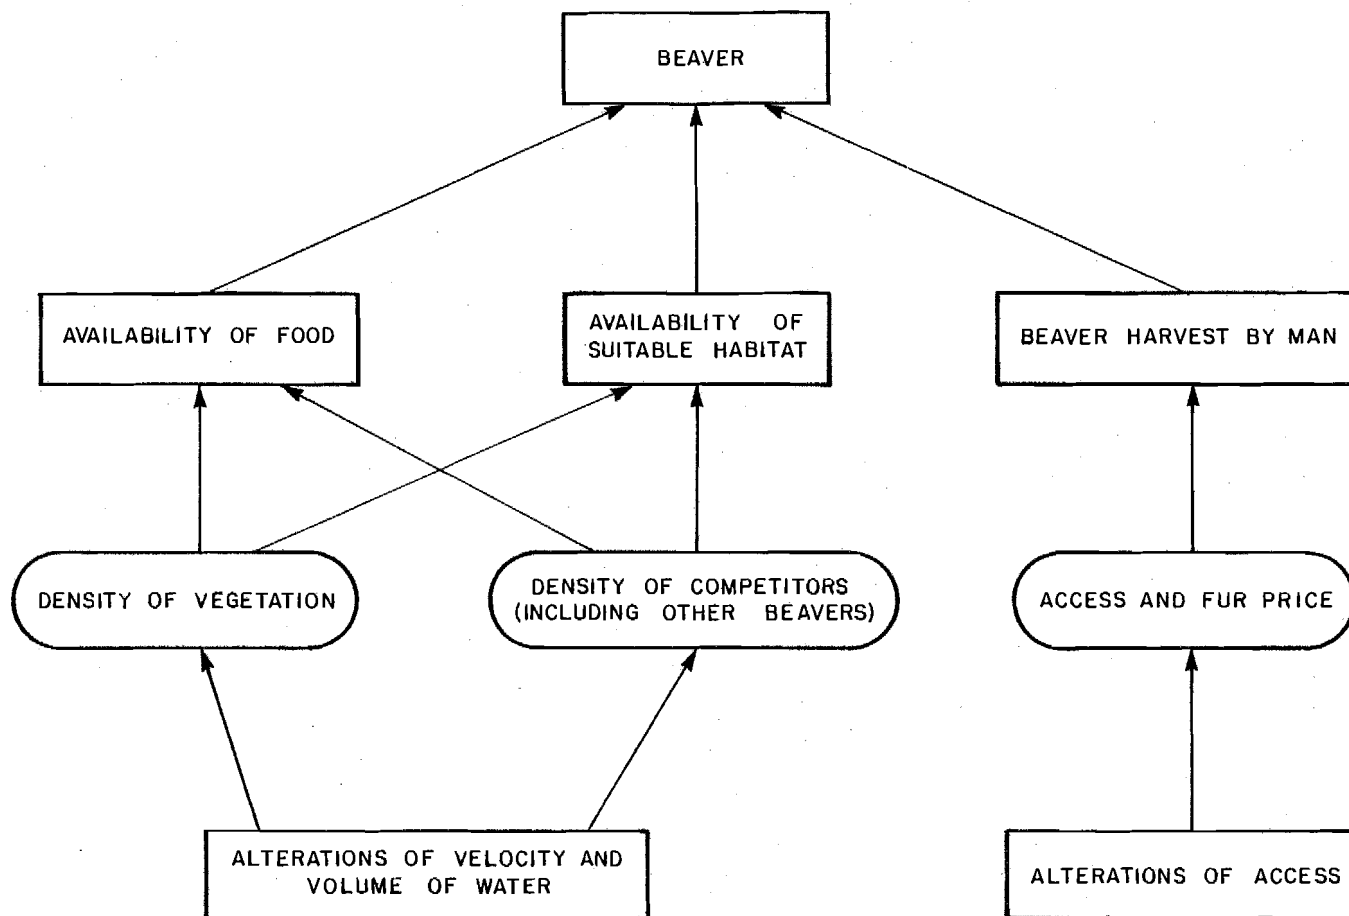 BEAVER
AVAILABILITY OF FOOD
AVAILABILITY OF
SUITABLE HABITAT
BEAVER HARVEST BY MAN
DENSITY OF VEGETATION
DENSITY OF COMPETITORS
(INCLUDING OTHER BEAVERS)
ACCESS AND FUR PRICE
ALTERATIONS OF VELOCITY AND
VOLUME OF WATER
ALTERATIONS OF ACCESS